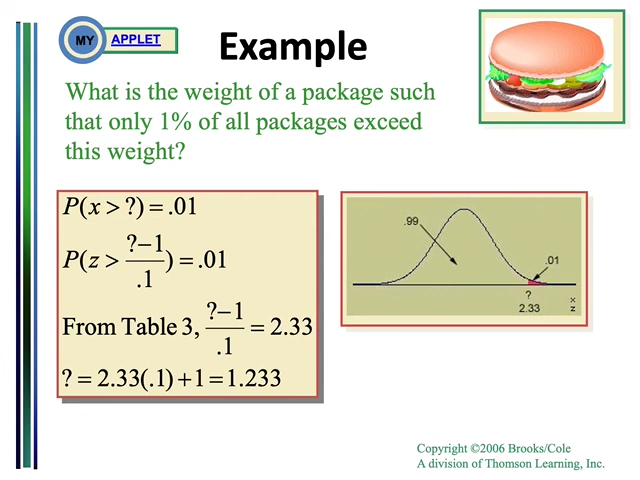 MY APPLET
Example
What is the weight of a package such
that only 1% of all packages exceed
this weight?
P(x > ?) = .01
P(z > (?−1)/.1) = .01
From Table 3, (?−1)/.1 = 2.33
? = 2.33(.1) + 1 = 1.233
.99
.01
?
2.33
x
z
Copyright ©2006 Brooks/Cole
A division of Thomson Learning, Inc.